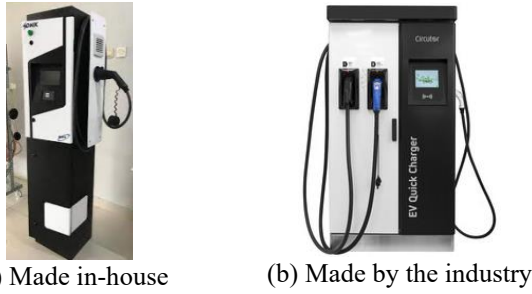 Circutor
EV Quick Charger
) Made in-house
(b) Made by the industry